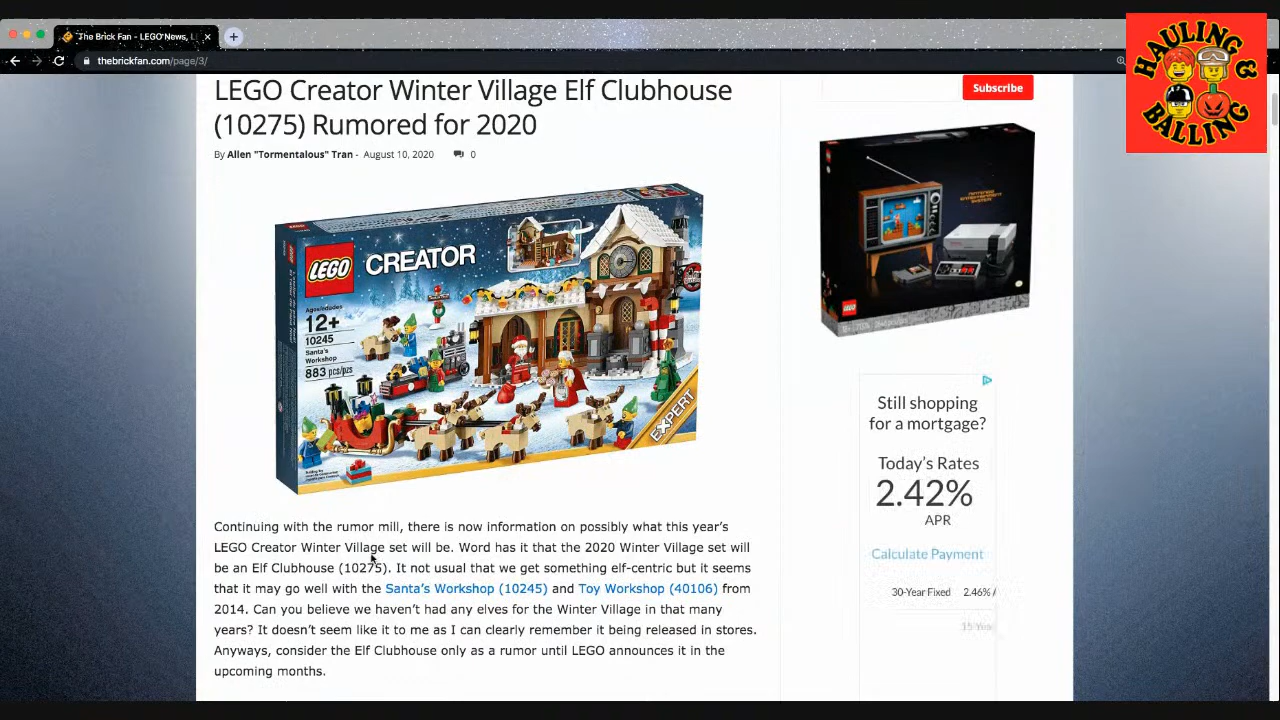 The Brick Fan - LEGO News, L
thebrickfan.com/page/3/
HAULING &
BALLING
LEGO Creator Winter Village Elf Clubhouse
(10275) Rumored for 2020
Subscribe
By Allen "Tormentalous" Tran - August 10, 2020 0
LEGO CREATOR
Ages/edades
12+
10245
Santa's
Workshop
883 pcs/pzs
EXPERT
NINTENDO
ENTERTAINMENT
SYSTEM
LEGO
Still shopping
for a mortgage?
Today's Rates
2.42%
APR
Calculate Payment
30-Year Fixed 2.46% /
15-Year
Continuing with the rumor mill, there is now information on possibly what this year's
LEGO Creator Winter Village set will be. Word has it that the 2020 Winter Village set will
be an Elf Clubhouse (10275). It not usual that we get something elf-centric but it seems
that it may go well with the Santa's Workshop (10245) and Toy Workshop (40106) from
2014. Can you believe we haven't had any elves for the Winter Village in that many
years? It doesn't seem like it to me as I can clearly remember it being released in stores.
Anyways, consider the Elf Clubhouse only as a rumor until LEGO announces it in the
upcoming months.